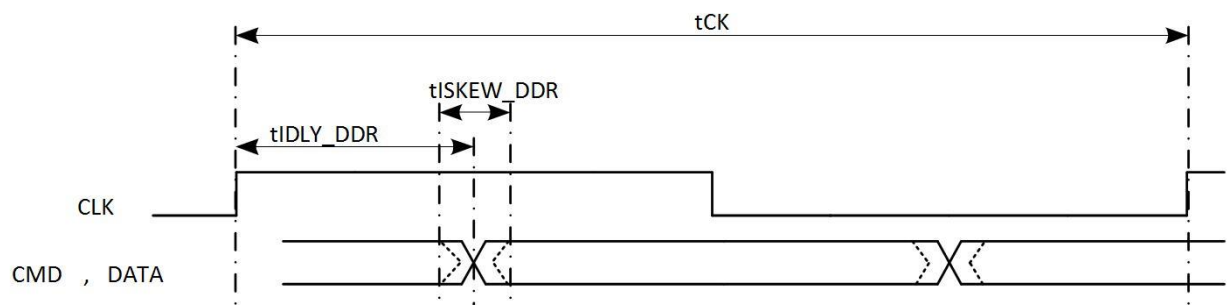 tCK
tISKEW_DDR
tIDLY_DDR
CLK
CMD , DATA